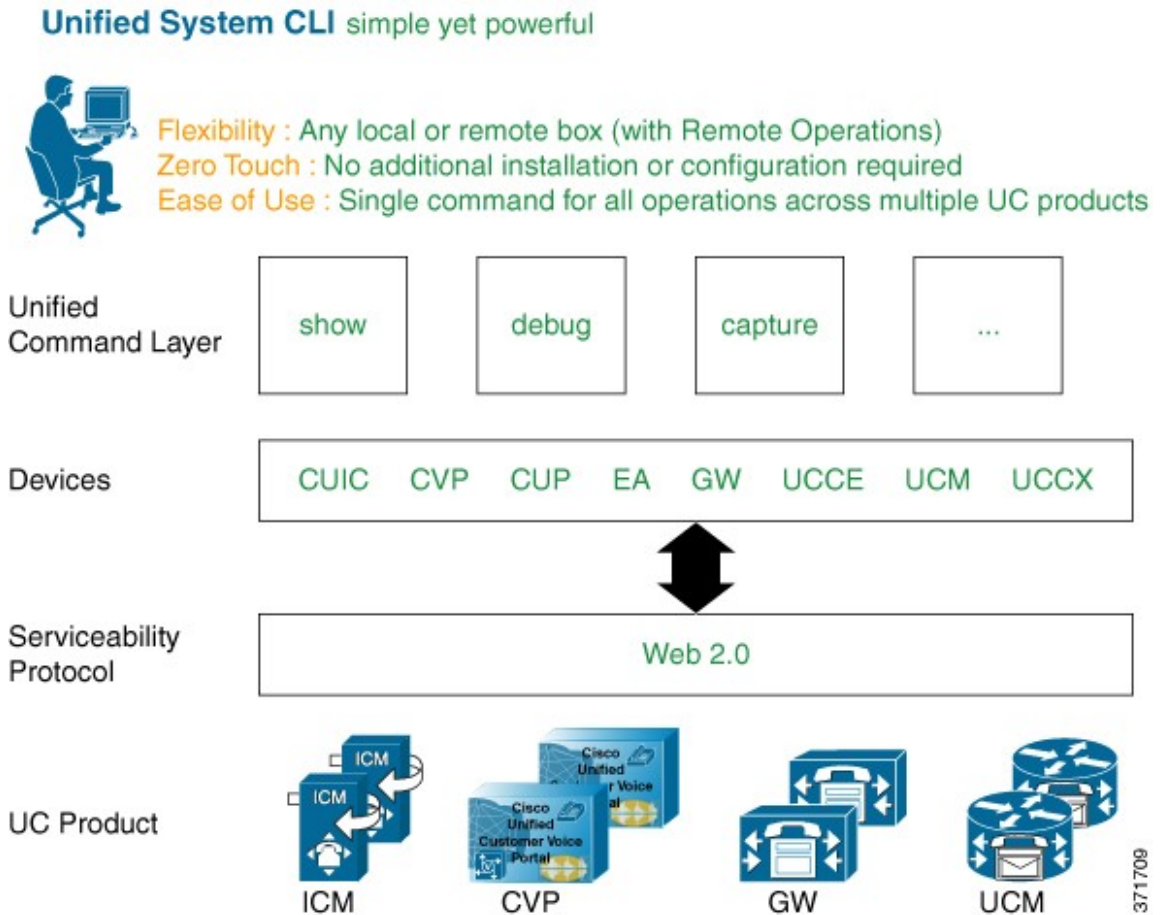 Unified System CLI simple yet powerful
Flexibility : Any local or remote box (with Remote Operations)
Zero Touch : No additional installation or configuration required
Ease of Use : Single command for all operations across multiple UC products
Unified
Command Layer
show debug capture ...
Devices
CUIC CVP CUP EA GW UCCE UCM UCCX
Serviceability
Protocol
Web 2.0
UC Product
ICM
ICM
Cisco
Unified
r Voice
al
Cisco
Unified
Customer Voice
Portal
ICM CVP GW UCM
371709